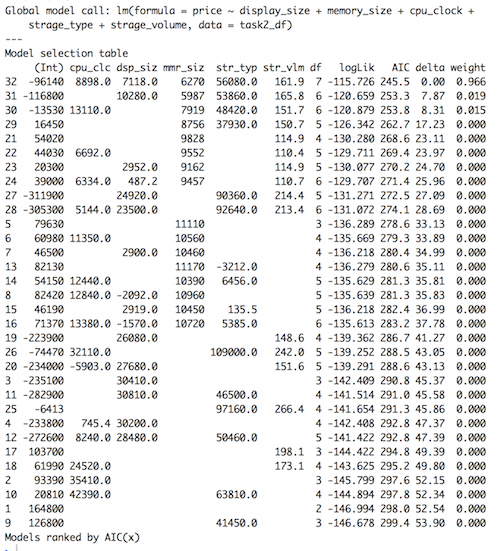 Global model call: lm(formula = price ~ display_size + memory_size + cpu_clock +
strage_type + strage_volume, data = task2_df)
---
Model selection table
(Int) cpu_clc dsp_siz mmr_siz str_typ str_vlm df logLik AIC delta weight
32 -96140 8898.0 7118.0 6270 56080.0 161.9 7 -115.726 245.5 0.00 0.966
31 -116800 10280.0 5987 53860.0 165.8 6 -120.659 253.3 7.87 0.019
30 -13530 13110.0 7919 48420.0 151.7 6 -120.879 253.8 8.31 0.015
29 16450 8756 37930.0 150.7 5 -126.342 262.7 17.23 0.000
21 54020 9828 114.9 4 -130.280 268.6 23.11 0.000
22 44030 6692.0 9552 110.4 5 -129.711 269.4 23.97 0.000
23 20300 2952.0 9162 114.9 5 -130.077 270.2 24.70 0.000
24 39000 6334.0 487.2 9457 110.7 6 -129.707 271.4 25.96 0.000
27 -311900 24920.0 90360.0 214.4 5 -131.271 272.5 27.09 0.000
28 -305300 5144.0 23500.0 92640.0 213.4 6 -131.072 274.1 28.69 0.000
5 79630 11110 3 -136.289 278.6 33.13 0.000
6 60980 11350.0 10560 4 -135.669 279.3 33.89 0.000
7 46500 2900.0 10460 4 -136.218 280.4 34.99 0.000
13 82130 11170 -3212.0 4 -136.279 280.6 35.11 0.000
14 54150 12440.0 10390 6456.0 5 -135.629 281.3 35.81 0.000
8 82420 12840.0 -2092.0 10960 5 -135.639 281.3 35.83 0.000
15 46190 2919.0 10450 135.5 5 -136.218 282.4 36.99 0.000
16 71370 13380.0 -1570.0 10720 5385.0 6 -135.613 283.2 37.78 0.000
19 -223900 26080.0 148.6 4 -139.362 286.7 41.27 0.000
26 -74470 32110.0 109000.0 242.0 5 -139.252 288.5 43.05 0.000
20 -234000 -5903.0 27680.0 151.6 5 -139.291 288.6 43.13 0.000
3 -235100 30410.0 3 -142.409 290.8 45.37 0.000
11 -282900 30810.0 46500.0 4 -141.514 291.0 45.58 0.000
25 -6413 97160.0 266.4 4 -141.654 291.3 45.86 0.000
4 -233800 745.4 30200.0 4 -142.408 292.8 47.37 0.000
12 -272600 8240.0 28480.0 50460.0 5 -141.422 292.8 47.39 0.000
17 103700 198.1 3 -144.422 294.8 49.39 0.000
18 61990 24520.0 173.1 4 -143.625 295.2 49.80 0.000
2 93390 35410.0 3 -145.799 297.6 52.15 0.000
10 20810 42390.0 63810.0 4 -144.894 297.8 52.34 0.000
1 164800 2 -146.994 298.0 52.54 0.000
9 126800 41450.0 3 -146.678 299.4 53.90 0.000
Models ranked by AIC(x)